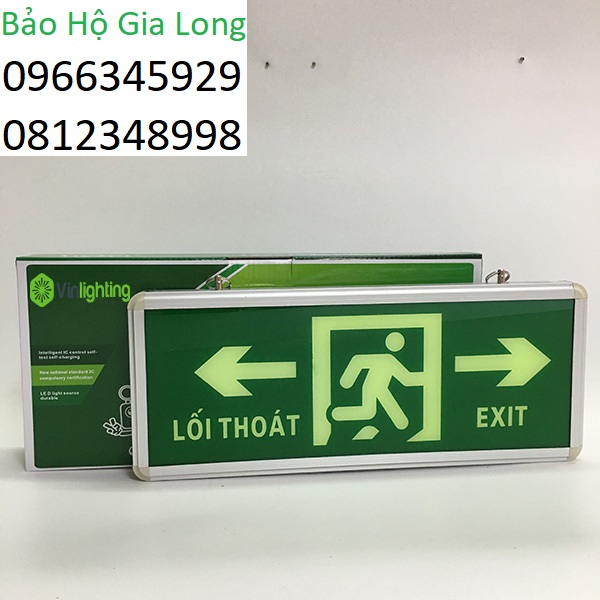 Bảo Hộ Gia Long
0966345929
0812348998
Vinlighting
Intelligent IC control self-
test self-charging
New national standard 3C
compulsory certification
LED light source
durable
LỐI THOÁT
EXIT